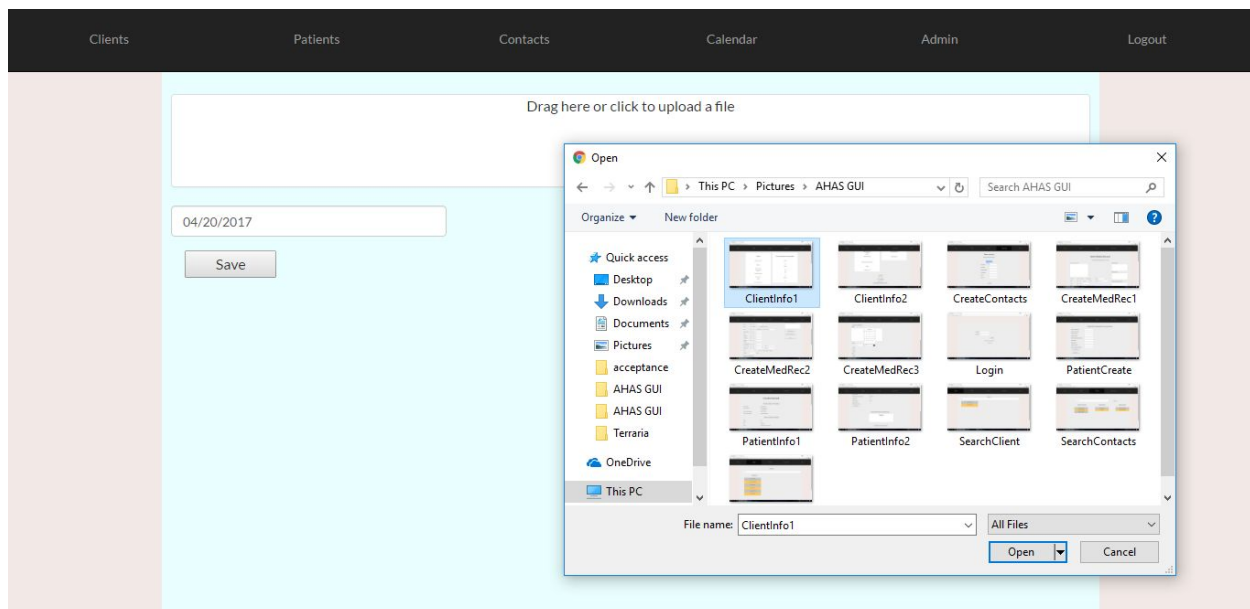 Clients Patients Contacts Calendar Admin Logout
Drag here or click to upload a file
04/20/2017
Save
Open
This PC > Pictures > AHAS GUI
Search AHAS GUI
Organize New folder
Quick access
Desktop
Downloads
Documents
Pictures
acceptance
AHAS GUI
AHAS GUI
Terraria
OneDrive
This PC
ClientInfo1 ClientInfo2 CreateContacts CreateMedRec1
CreateMedRec2 CreateMedRec3 Login PatientCreate
PatientInfo1 PatientInfo2 SearchClient SearchContacts
File name: ClientInfo1 All Files
Open Cancel